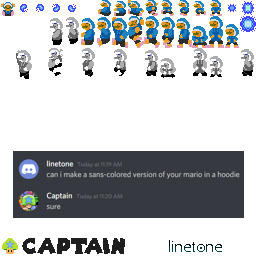 linetone Today at 11:19 AM
can i make a sans-colored version of your mario in a hoodie
Captain Today at 11:20 AM
sure
CAPTAIN linetone